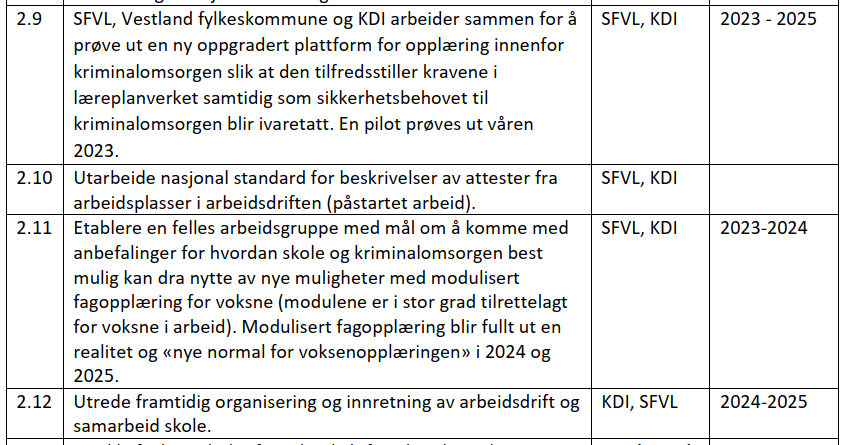 2.9 SFVL, Vestland fylkeskommune og KDI arbeider sammen for å SFVL, KDI 2023 - 2025
prøve ut en ny oppgradert plattform for opplæring innenfor
kriminalomsorgen slik at den tilfredsstiller kravene i
læreplanverket samtidig som sikkerhetsbehovet til
kriminalomsorgen blir ivaretatt. En pilot prøves ut våren
2023.
2.10 Utarbeide nasjonal standard for beskrivelser av attester fra SFVL, KDI
arbeidsplasser i arbeidsdriften (påstartet arbeid).
2.11 Etablere en felles arbeidsgruppe med mål om å komme med SFVL, KDI 2023-2024
anbefalinger for hvordan skole og kriminalomsorgen best
mulig kan dra nytte av nye muligheter med modulisert
fagopplæring for voksne (modulene er i stor grad tilrettelagt
for voksne i arbeid). Modulisert fagopplæring blir fullt ut en
realitet og «nye normal for voksenopplæringen» i 2024 og
2025.
2.12 Utrede framtidig organisering og innretning av arbeidsdrift og KDI, SFVL 2024-2025
samarbeid skole.